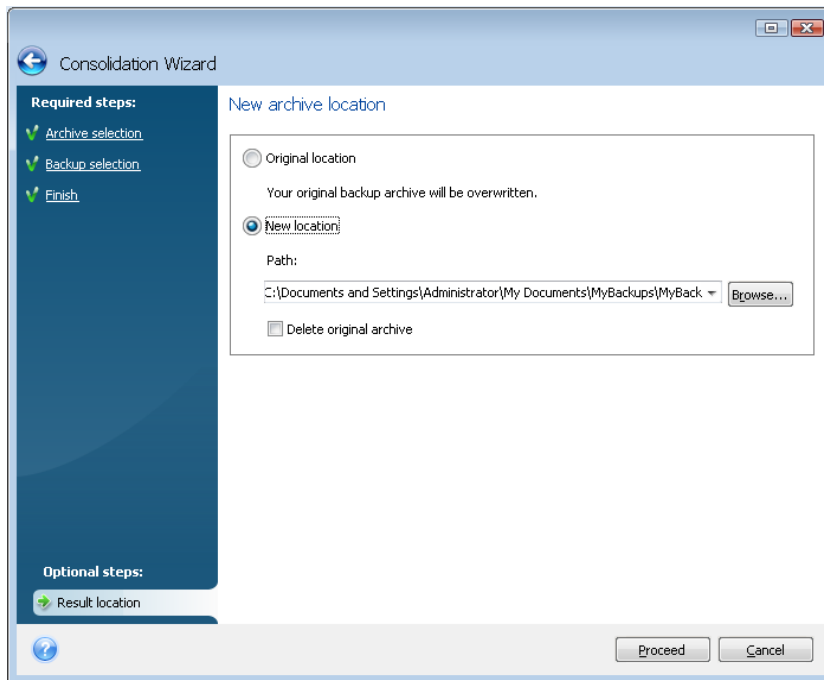 Consolidation Wizard
Required steps:
Archive selection
Backup selection
Finish
New archive location
Original location
Your original backup archive will be overwritten.
New location
Path:
C:\Documents and Settings\Administrator\My Documents\MyBackups\MyBack
Browse...
Delete original archive
Optional steps:
Result location
Proceed
Cancel